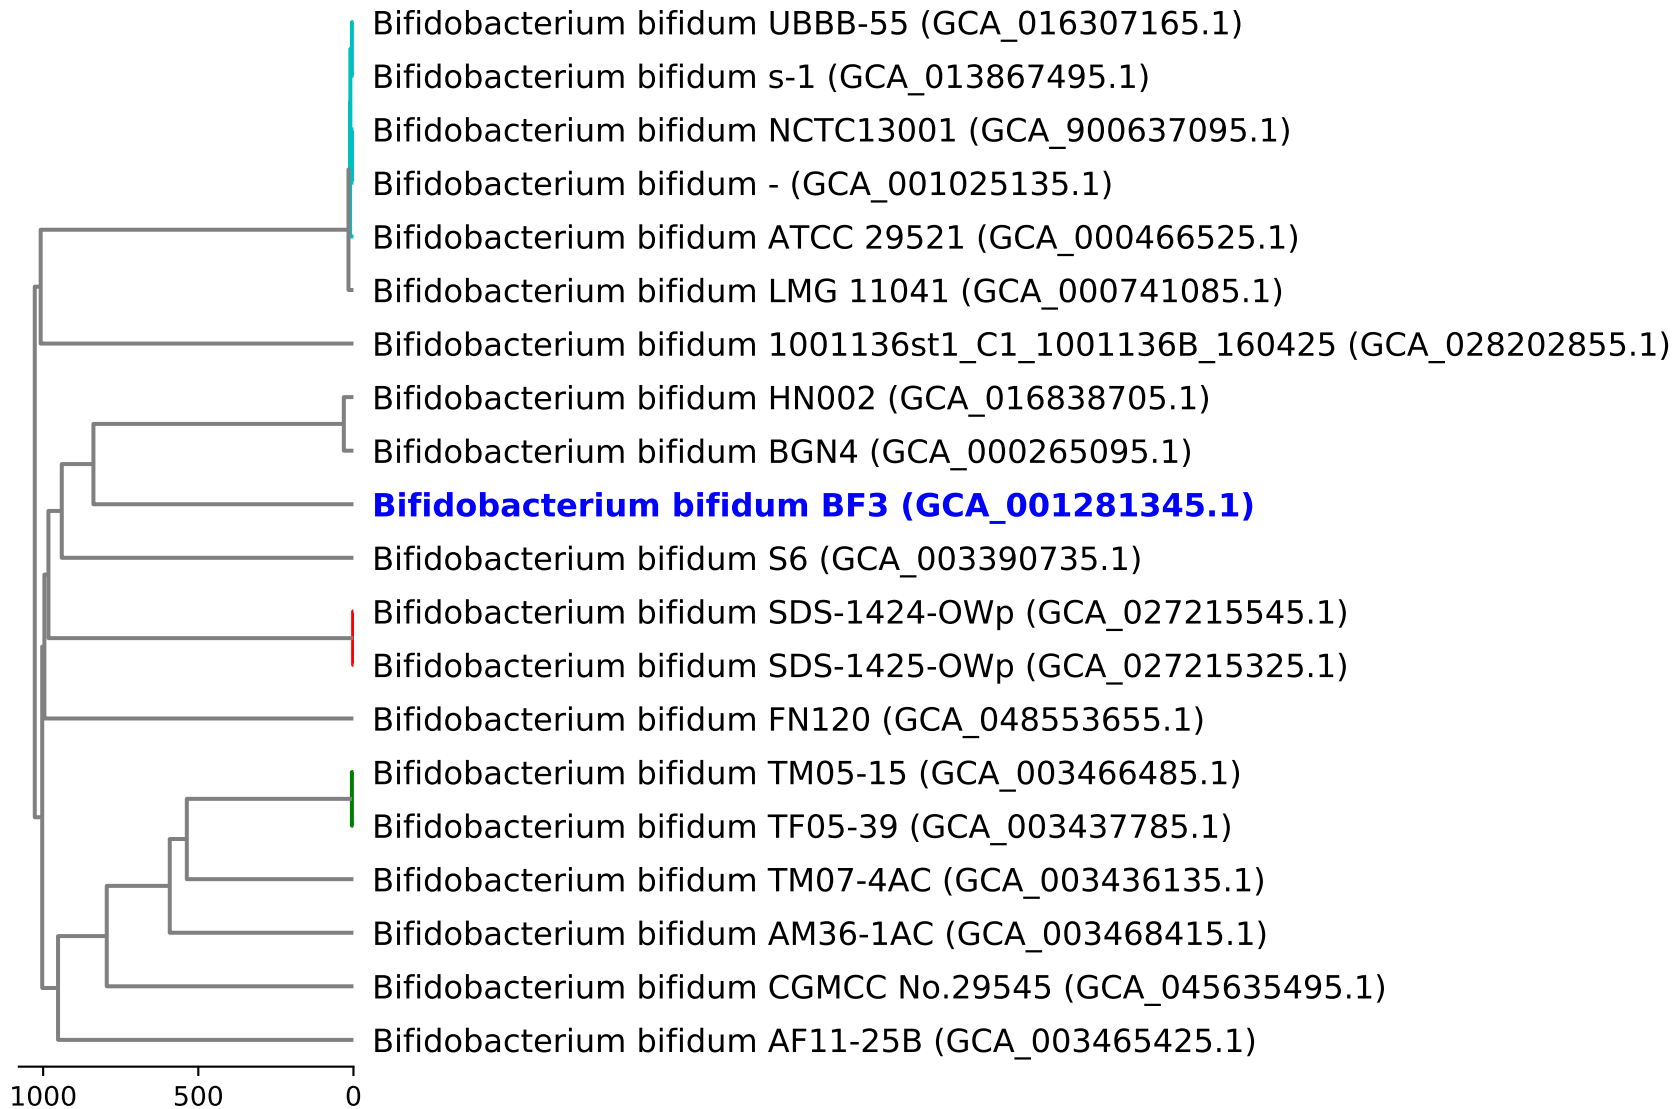 Bifidobacterium bifidum UBBB-55 (GCA_016307165.1)
Bifidobacterium bifidum s-1 (GCA_013867495.1)
Bifidobacterium bifidum NCTC13001 (GCA_900637095.1)
Bifidobacterium bifidum - (GCA_001025135.1)
Bifidobacterium bifidum ATCC 29521 (GCA_000466525.1)
Bifidobacterium bifidum LMG 11041 (GCA_000741085.1)
Bifidobacterium bifidum 1001136st1_C1_1001136B_160425 (GCA_028202855.1)
Bifidobacterium bifidum HN002 (GCA_016838705.1)
Bifidobacterium bifidum BGN4 (GCA_000265095.1)
Bifidobacterium bifidum BF3 (GCA_001281345.1)
Bifidobacterium bifidum S6 (GCA_003390735.1)
Bifidobacterium bifidum SDS-1424-OWp (GCA_027215545.1)
Bifidobacterium bifidum SDS-1425-OWp (GCA_027215325.1)
Bifidobacterium bifidum FN120 (GCA_048553655.1)
Bifidobacterium bifidum TM05-15 (GCA_003466485.1)
Bifidobacterium bifidum TF05-39 (GCA_003437785.1)
Bifidobacterium bifidum TM07-4AC (GCA_003436135.1)
Bifidobacterium bifidum AM36-1AC (GCA_003468415.1)
Bifidobacterium bifidum CGMCC No.29545 (GCA_045635495.1)
Bifidobacterium bifidum AF11-25B (GCA_003465425.1)
1000 500 0